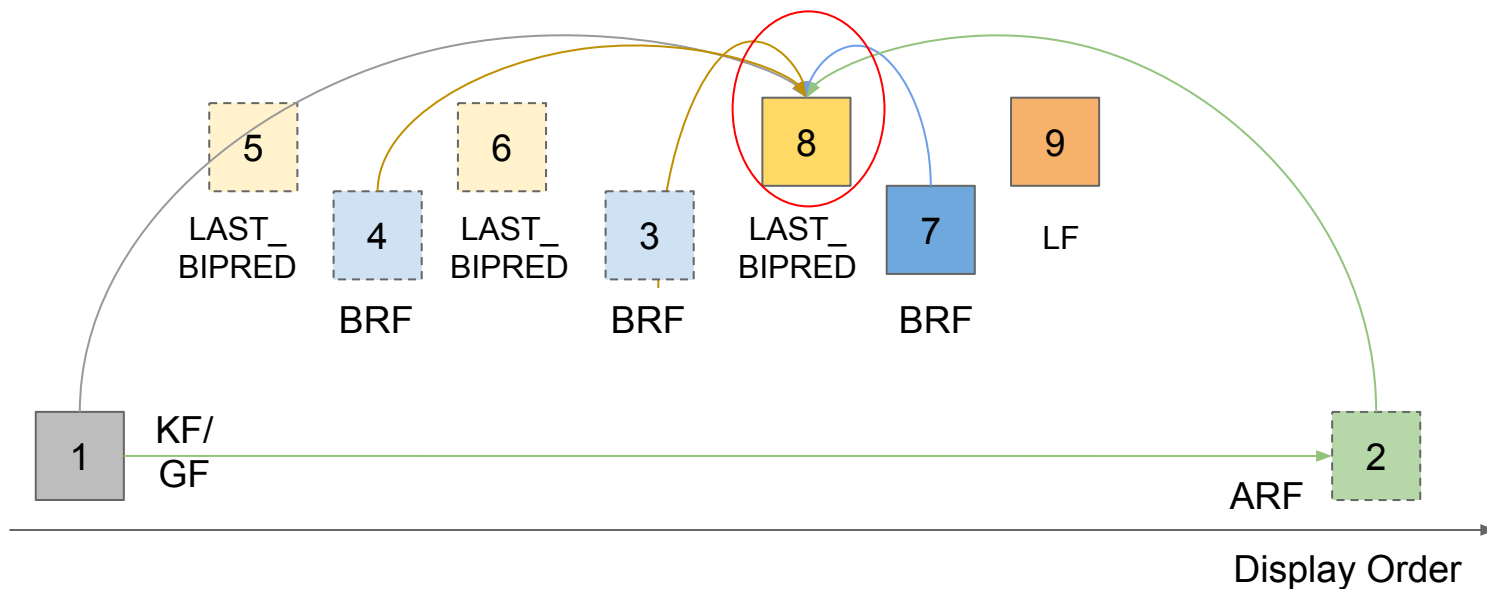 5
6
8
9
LAST_
BIPRED
4
LAST_
BIPRED
3
LAST_
BIPRED
7
LF
BRF
BRF
BRF
1
KF/
GF
2
ARF
Display Order